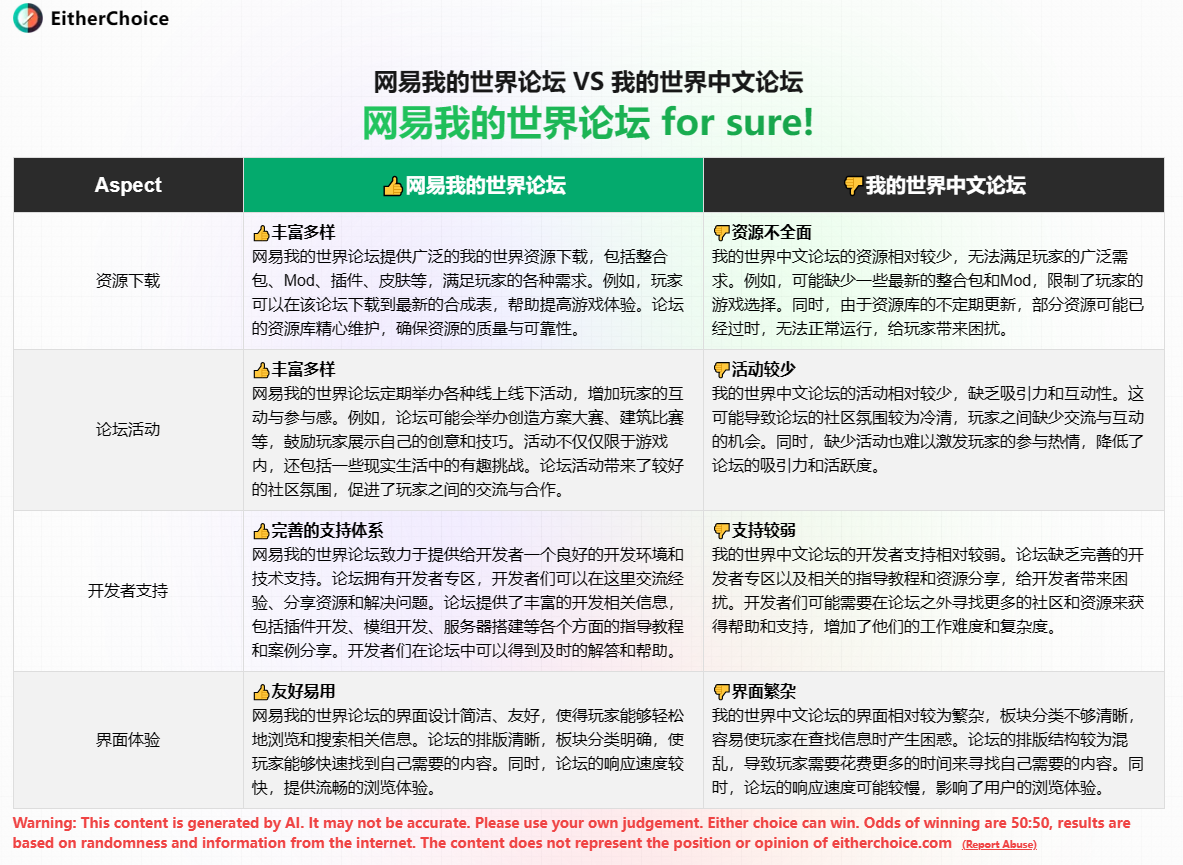 EitherChoice
网易我的世界论坛 VS 我的世界中文论坛
网易我的世界论坛 for sure!
Aspect
👍网易我的世界论坛
👎我的世界中文论坛
资源下载
👍丰富多样
网易我的世界论坛提供广泛的我的世界资源下载，包括整合
包、Mod、插件、皮肤等，满足玩家的各种需求。例如，玩家
可以在该论坛下载到最新的合成表，帮助提高游戏体验。论坛
的资源库精心维护，确保资源的质量与可靠性。
👎资源不全面
我的世界中文论坛的资源相对较少，无法满足玩家的广泛需
求。例如，可能缺少一些最新的整合包和Mod，限制了玩家的
游戏选择。同时，由于资源库的不定期更新，部分资源可能已
经过时，无法正常运行，给玩家带来困扰。
论坛活动
👍丰富多样
网易我的世界论坛定期举办各种线上线下活动，增加玩家的互
动与参与感。例如，论坛可能会举办创造方案大赛、建筑比赛
等，鼓励玩家展示自己的创意和技巧。活动不仅仅限于游戏
内，还包括一些现实生活中的有趣挑战。论坛活动带来了较好
的社区氛围，促进了玩家之间的交流与合作。
👎活动较少
我的世界中文论坛的活动相对较少，缺乏吸引力和互动性。这
可能导致论坛的社区氛围较为冷清，玩家之间缺少交流与互动
的机会。同时，缺少活动也难以激发玩家的参与热情，降低了
论坛的吸引力和活跃度。
开发者支持
👍完善的支持体系
网易我的世界论坛致力于提供给开发者一个良好的开发环境和
技术支持。论坛拥有开发者专区，开发者们可以在这里交流经
验、分享资源和解决问题。论坛提供了丰富的开发相关信息，
包括插件开发、模组开发、服务器搭建等各个方面的指导教程
和案例分享。开发者们在论坛中可以得到及时的解答和帮助。
👎支持较弱
我的世界中文论坛的开发者支持相对较弱。论坛缺乏完善的开
发者专区以及相关的指导教程和资源分享，给开发者带来困
扰。开发者们可能需要在论坛之外寻找更多的社区和资源来获
得帮助和支持，增加了他们的工作难度和复杂度。
界面体验
👍友好易用
网易我的世界论坛的界面设计简洁、友好，使得玩家能够轻松
地浏览和搜索相关信息。论坛的排版清晰，板块分类明确，使
玩家能够快速找到自己需要的内容。同时，论坛的响应速度较
快，提供流畅的浏览体验。
👎界面繁杂
我的世界中文论坛的界面相对较为繁杂，板块分类不够清晰，
容易使玩家在查找信息时产生困惑。论坛的排版结构较为混
乱，导致玩家需要花费更多的时间来寻找自己需要的内容。同
时，论坛的响应速度可能较慢，影响了用户的浏览体验。
Warning: This content is generated by AI. It may not be accurate. Please use your own judgement. Either choice can win. Odds of winning are 50:50, results are
based on randomness and information from the internet. The content does not represent the position or opinion of eitherchoice.com (Report Abuse)